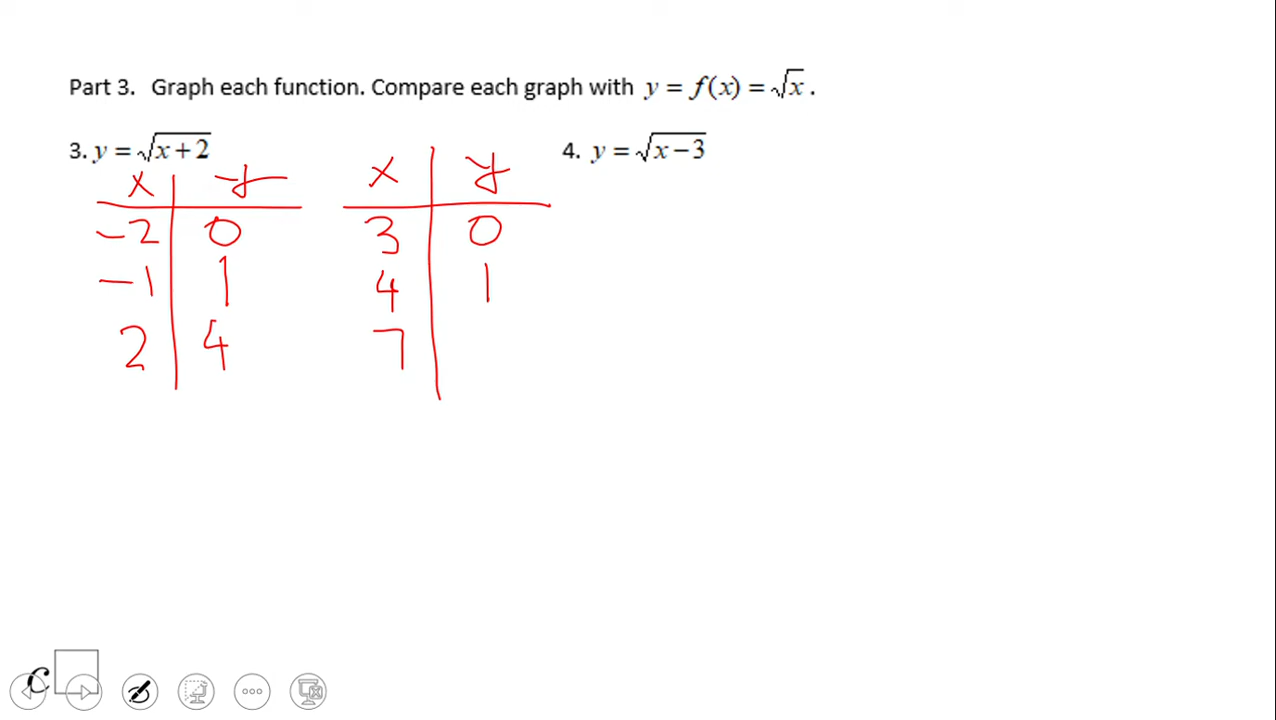 Part 3. Graph each function. Compare each graph with y = f(x) = √x.
3. y = √(x+2) 4. y = √(x−3)
x y x y
-2 0 3 0
-1 1 4 1
2 4 7
C